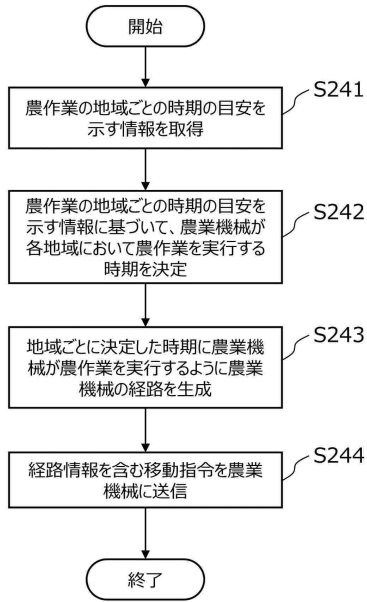 開始
農作業の地域ごとの時期の目安を
示す情報を取得
S241
農作業の地域ごとの時期の目安を
示す情報に基づいて、農業機械が
各地域において農作業を実行する
時期を決定
S242
地域ごとに決定した時期に農業機
械が農作業を実行するように農業
機械の経路を生成
S243
経路情報を含む移動指令を農業
機械に送信
S244
終了